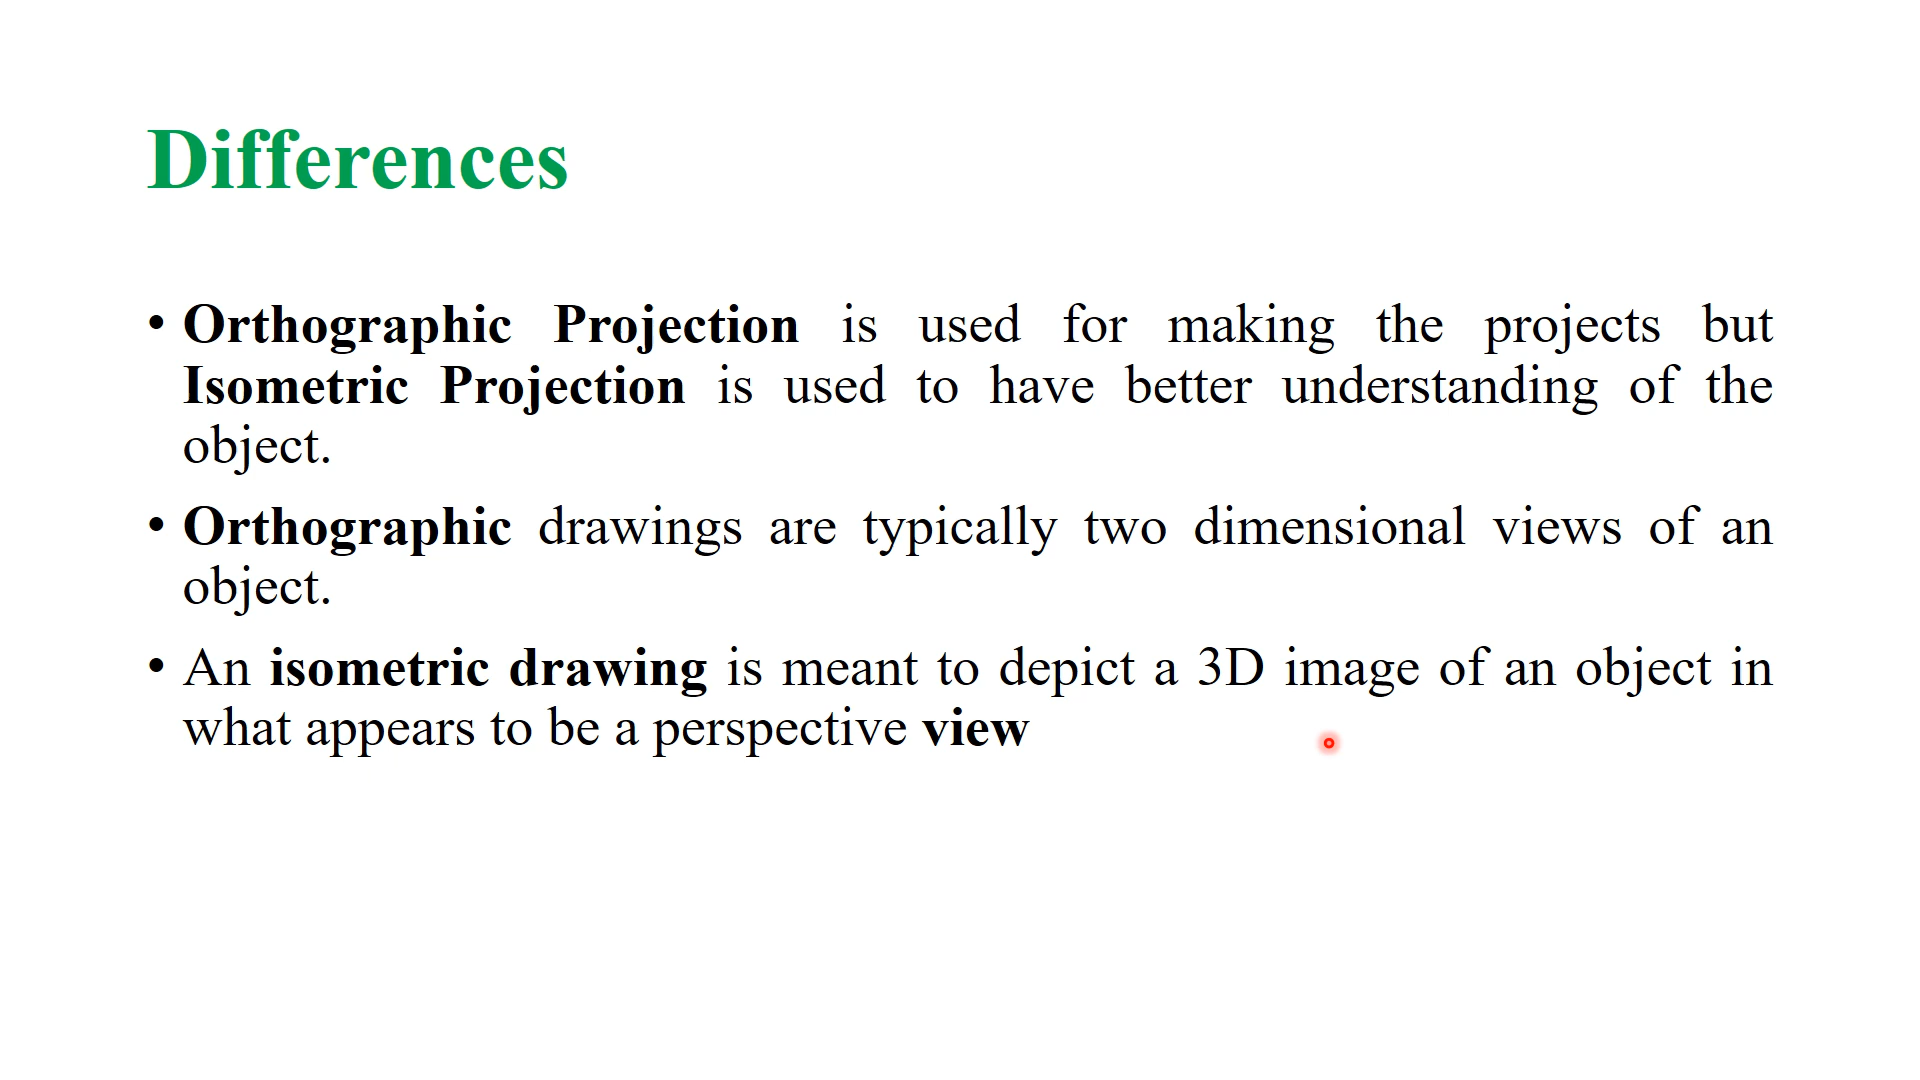 Differences
• Orthographic Projection is used for making the projects but
Isometric Projection is used to have better understanding of the
object.
• Orthographic drawings are typically two dimensional views of an
object.
• An isometric drawing is meant to depict a 3D image of an object in
what appears to be a perspective view